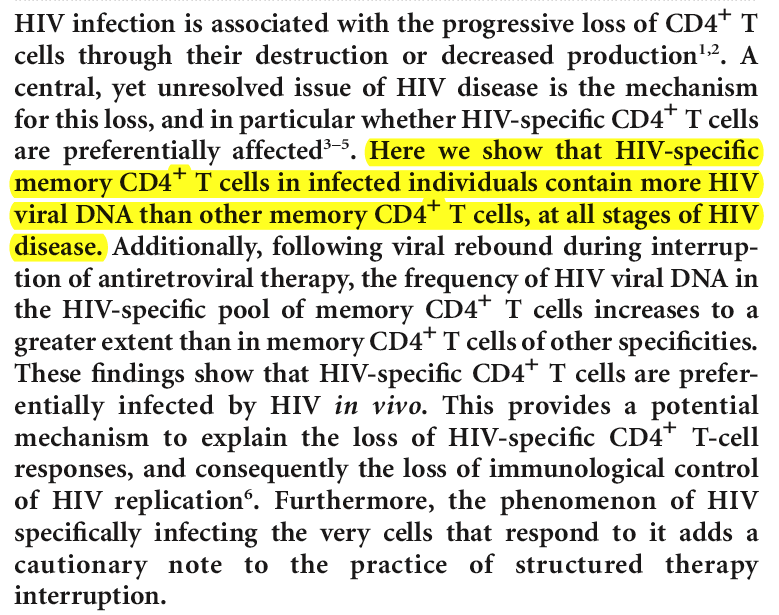 HIV infection is associated with the progressive loss of CD4⁺ T
cells through their destruction or decreased production¹,². A
central, yet unresolved issue of HIV disease is the mechanism
for this loss, and in particular whether HIV-specific CD4⁺ T cells
are preferentially affected³⁻⁵. Here we show that HIV-specific
memory CD4⁺ T cells in infected individuals contain more HIV
viral DNA than other memory CD4⁺ T cells, at all stages of HIV
disease. Additionally, following viral rebound during interrup-
tion of antiretroviral therapy, the frequency of HIV viral DNA in
the HIV-specific pool of memory CD4⁺ T cells increases to a
greater extent than in memory CD4⁺ T cells of other specificities.
These findings show that HIV-specific CD4⁺ T cells are prefer-
entially infected by HIV in vivo. This provides a potential
mechanism to explain the loss of HIV-specific CD4⁺ T-cell
responses, and consequently the loss of immunological control
of HIV replication⁶. Furthermore, the phenomenon of HIV
specifically infecting the very cells that respond to it adds a
cautionary note to the practice of structured therapy
interruption.